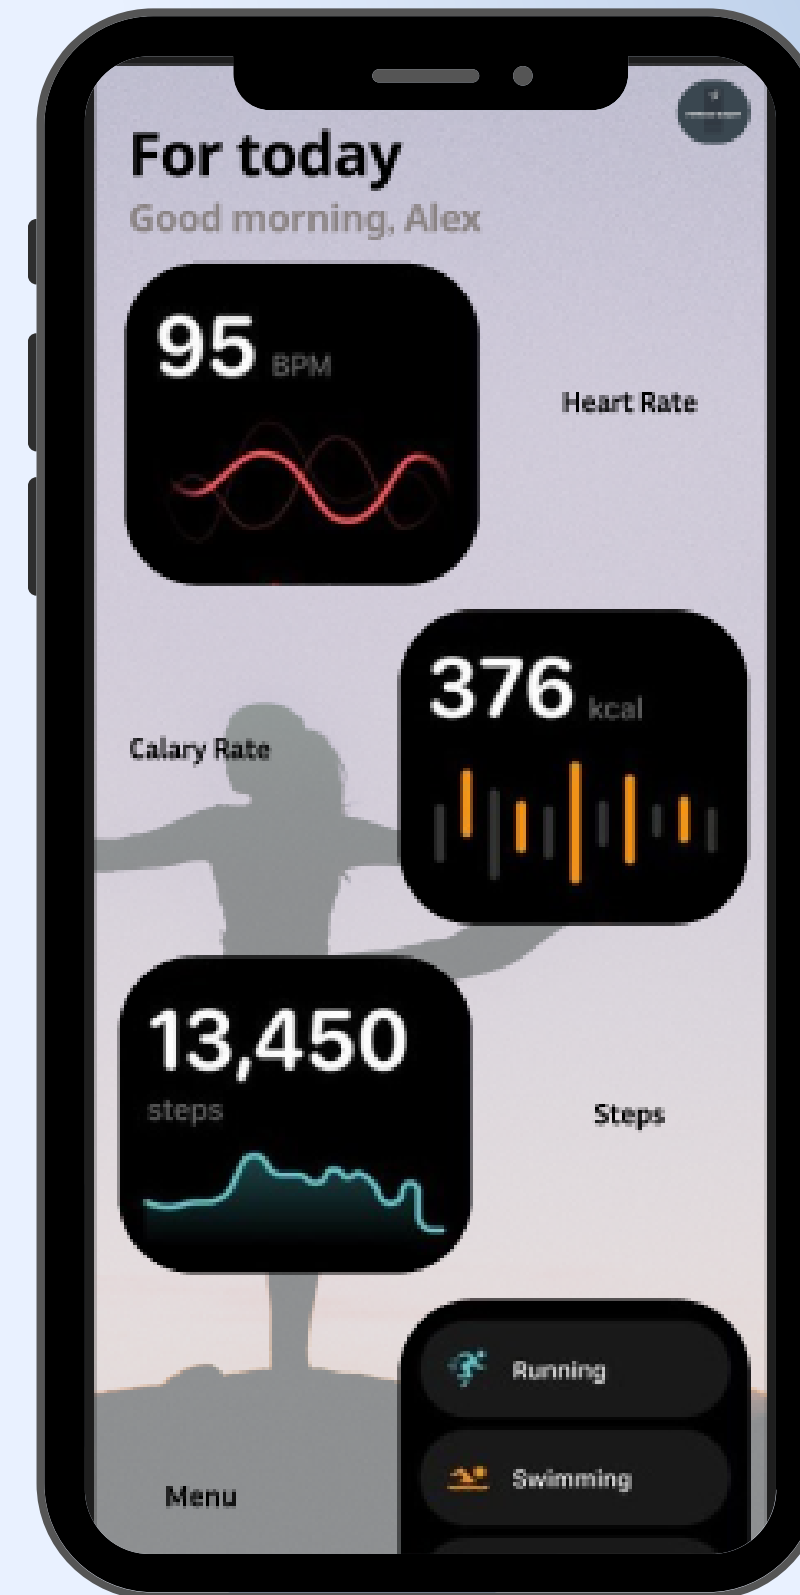 For today
Good morning, Alex
95 BPM
Heart Rate
376 kcal
Calary Rate
13,450
steps
Steps
Running
Swimming
Menu